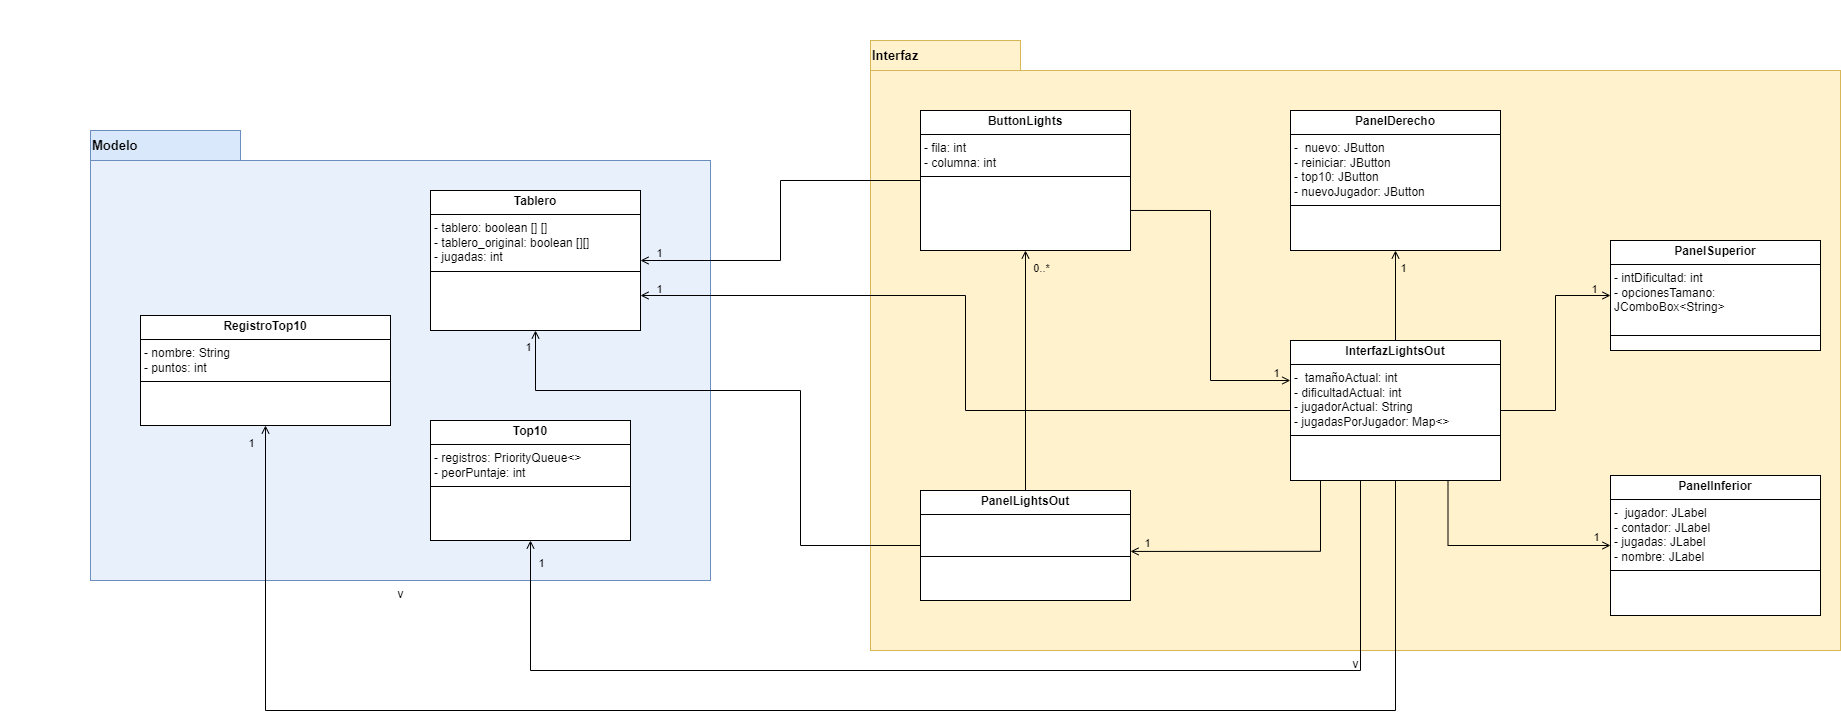 Modelo
RegistroTop10
- nombre: String
- puntos: int
1
Tablero
- tablero: boolean [] []
- tablero_original: boolean [][]
- jugadas: int
1
1
1
Top10
- registros: PriorityQueue<>
- peorPuntaje: int
1
v
Interfaz
ButtonLights
- fila: int
- columna: int
0..*
PanelLightsOut
1
PanelDerecho
-  nuevo: JButton
- reiniciar: JButton
- top10: JButton
- nuevoJugador: JButton
1
InterfazLightsOut
-  tamañoActual: int
- dificultadActual: int
- jugadorActual: String
- jugadasPorJugador: Map<>
1
v
PanelSuperior
- intDificultad: int
- opcionesTamano:
JComboBox<String>
1
PanelInferior
-  jugador: JLabel
- contador: JLabel
- jugadas: JLabel
- nombre: JLabel
1